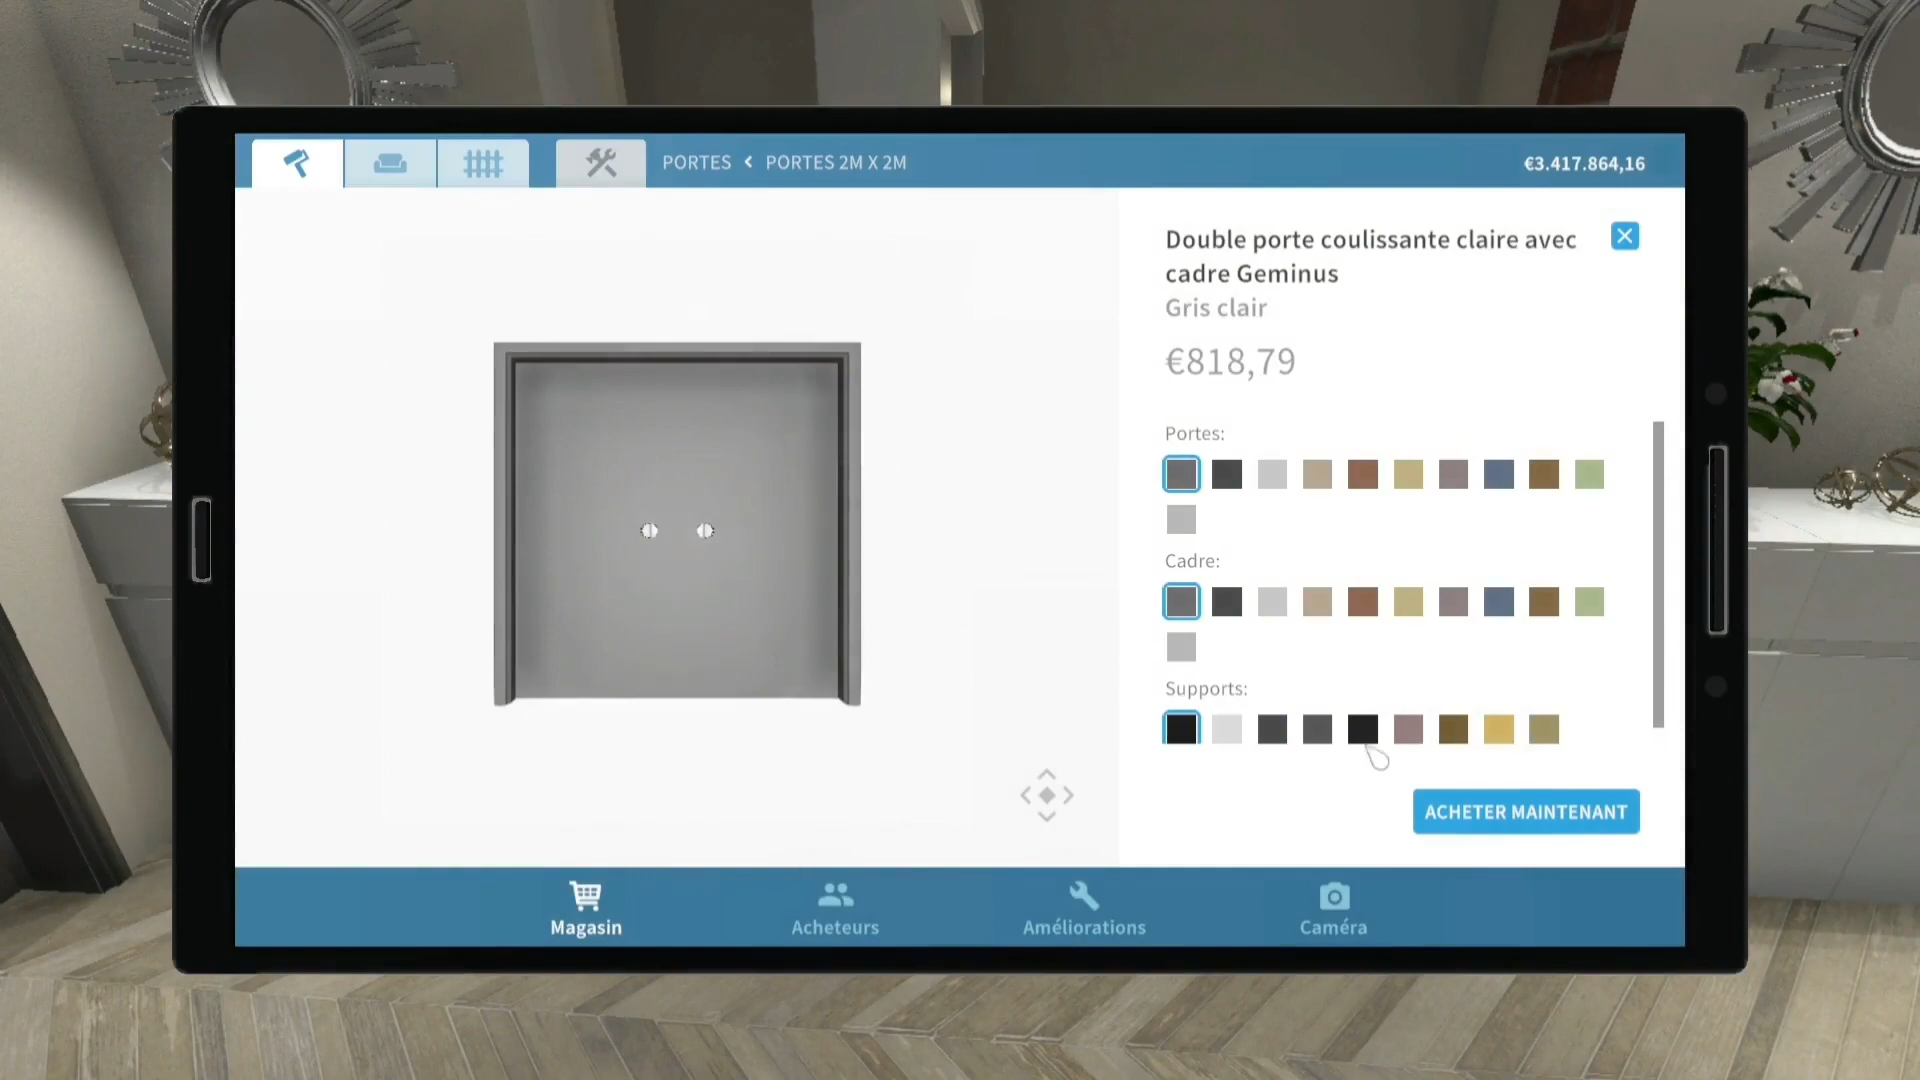 PORTES < PORTES 2M X 2M
€3.417.864,16
Double porte coulissante claire avec
cadre Geminus
Gris clair
€818,79
Portes:
Cadre:
Supports:
ACHETER MAINTENANT
Magasin
Acheteurs
Améliorations
Caméra